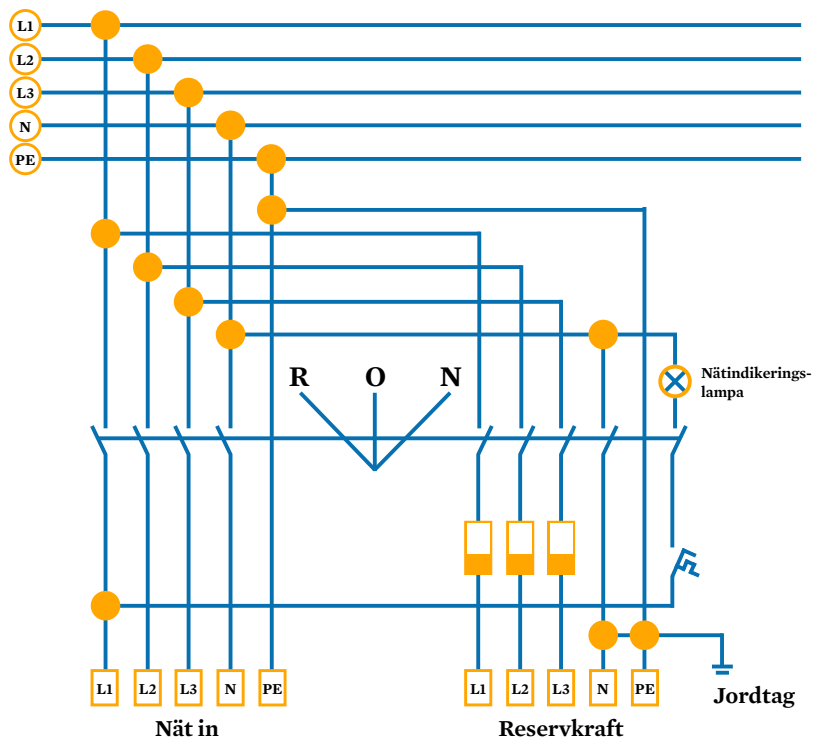 L1
L2
L3
N
PE
R O N
Nätindikerings-
lampa
L1 L2 L3 N PE L1 L2 L3 N PE
Jordtag
Nät in Reservkraft